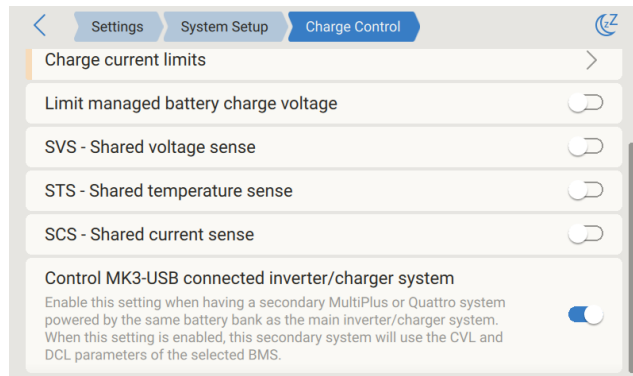 Settings
System Setup
Charge Control
Charge current limits
Limit managed battery charge voltage
SVS - Shared voltage sense
STS - Shared temperature sense
SCS - Shared current sense
Control MK3-USB connected inverter/charger system
Enable this setting when having a secondary MultiPlus or Quattro system
powered by the same battery bank as the main inverter/charger system.
When this setting is enabled, this secondary system will use the CVL and
DCL parameters of the selected BMS.